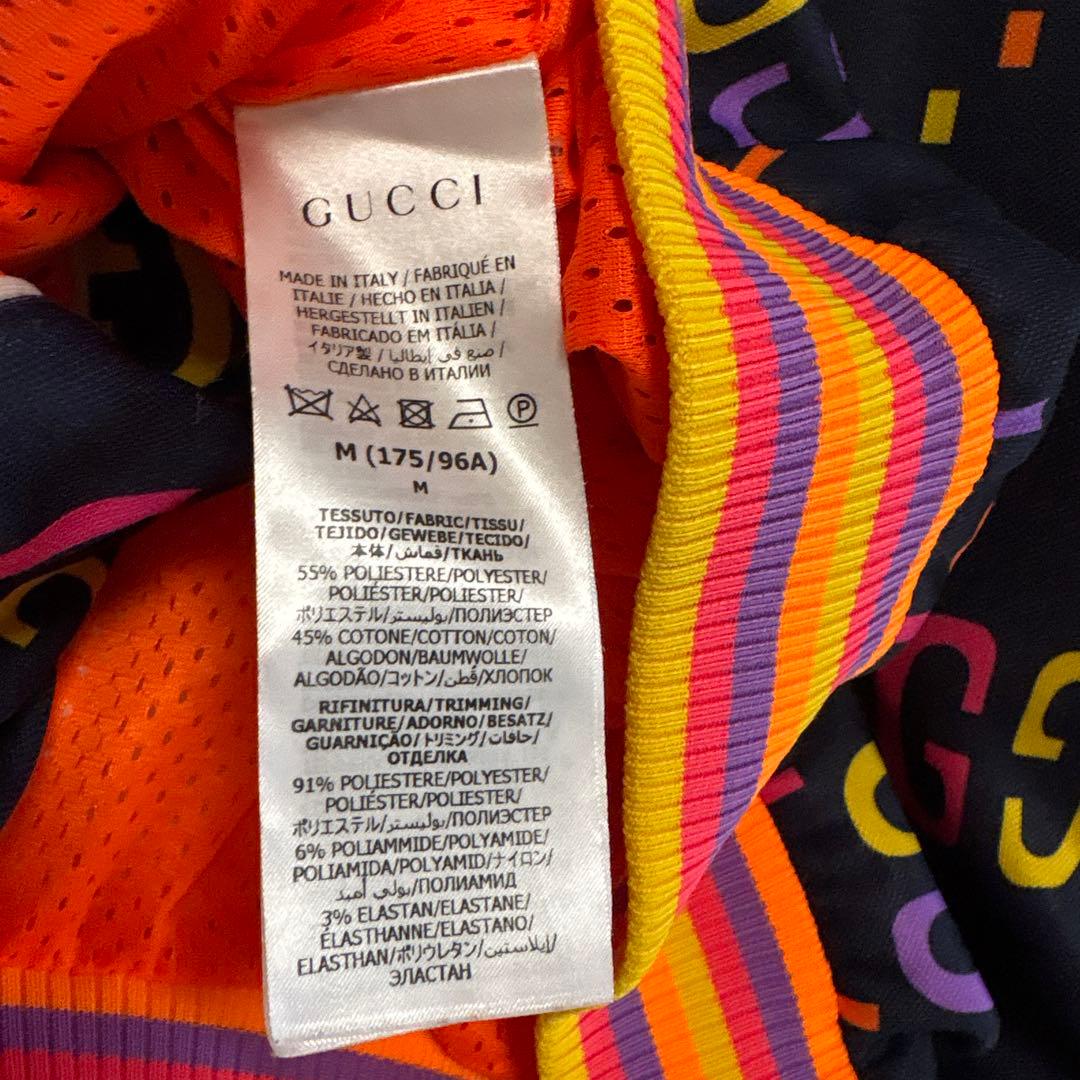 GUCCI
MADE IN ITALY / FABRIQUÉ EN
ITALIE / HECHO EN ITALIA /
HERGESTELLT IN ITALIEN /
FABRICADO EM ITÁLIA /
イタリア製 / صنع في إيطاليا /
СДЕЛАНО В ИТАЛИИ
P
M (175/96A)
M
TESSUTO/FABRIC/TISSU/
TEJIDO/GEWEBE/TECIDO/
本体/قماش/ТКАНЬ
55% POLIESTERE/POLYESTER/
POLIÉSTER/POLIESTER/
ポリエステル/بوليستر/ПОЛИЭСТЕР
45% COTONE/COTTON/COTON/
ALGODON/BAUMWOLLE/
ALGODÃO/コットン/قطن/ХЛОПОК
RIFINITURA/TRIMMING/
GARNITURE/ADORNO/BESATZ/
GUARNIÇÃO/トリミング/حافات/
ОТДЕЛКА
91% POLIESTERE/POLYESTER/
POLIÉSTER/POLIESTER/
ポリエステル/بوليستر/ПОЛИЭСТЕР
6% POLIAMMIDE/POLYAMIDE/
POLIAMIDA/POLYAMID/ナイロン/
بولي أميد/ПОЛИАМИД
3% ELASTAN/ELASTANE/
ÉLASTHANNE/ELASTANO/
ELASTHAN/ポリウレタン/إيلاستين/
ЭЛАСТАН
G
G